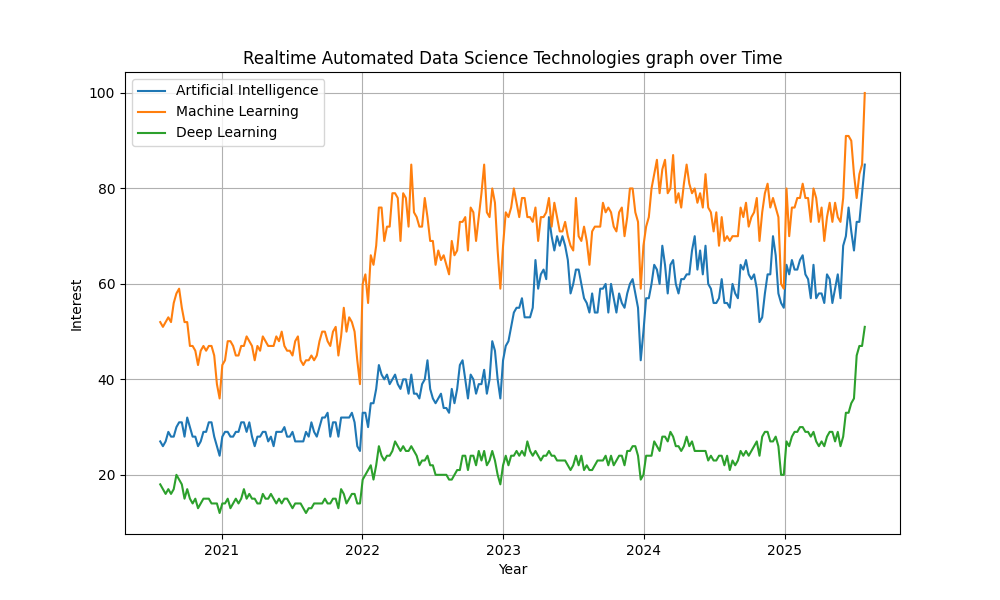 Realtime Automated Data Science Technologies graph over Time
Artificial Intelligence
Machine Learning
Deep Learning
100
80
60
40
20
Interest
2021 2022 2023 2024 2025
Year